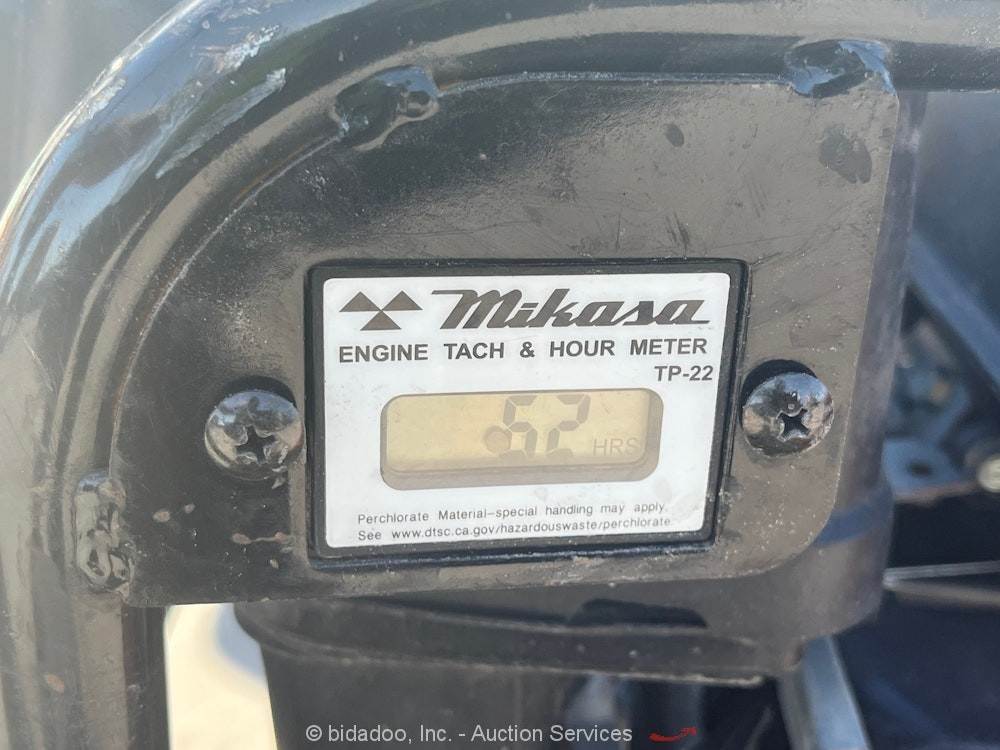 Mikasa
ENGINE TACH & HOUR METER
TP-22
52 HRS
Perchlorate Material-special handling may apply.
See www.dtsc.ca.gov/hazardouswaste/perchlorate.
© bidadoo, Inc. - Auction Services